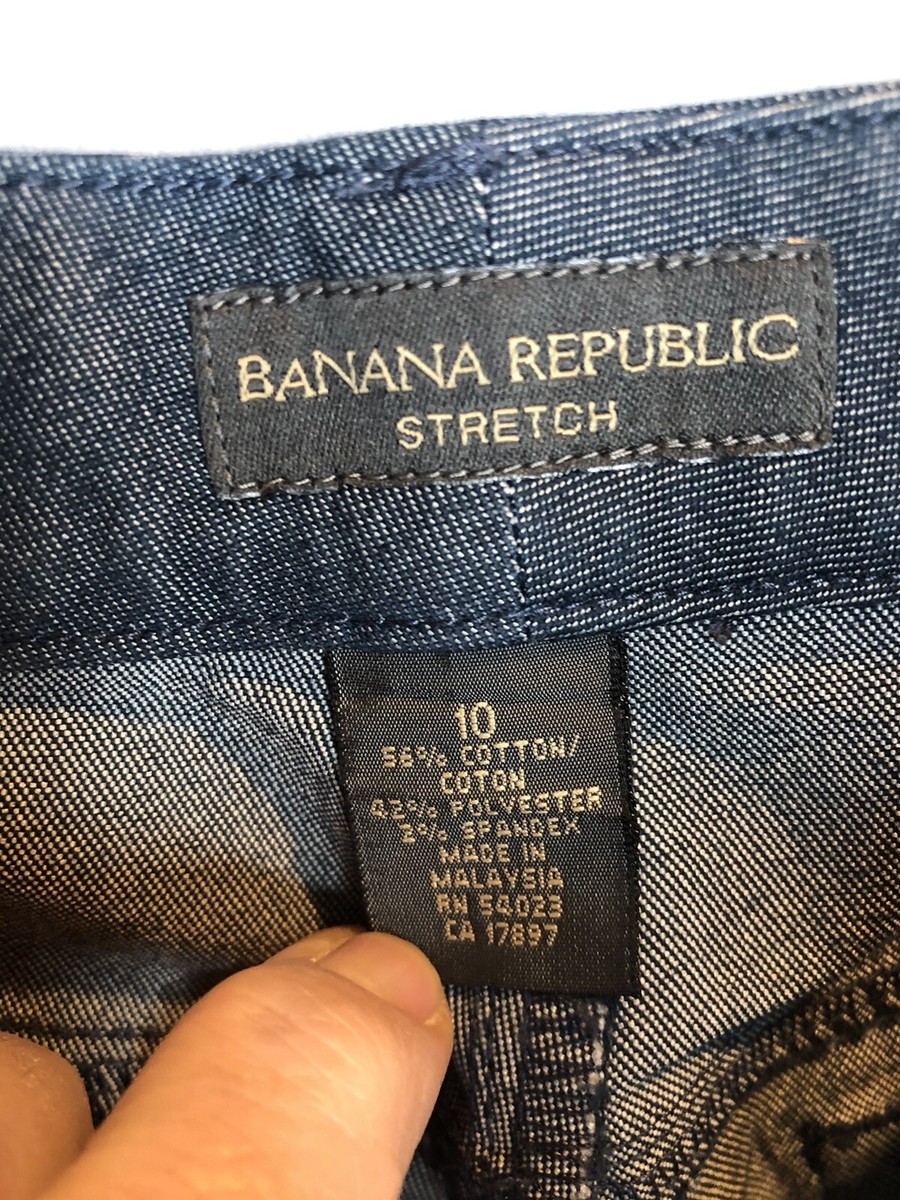 BANANA REPUBLIC
STRETCH
10
56% COTTON/
COTON
42% POLYESTER
2% SPANDEX
MADE IN
MALAYSIA
RN 54023
CA 17897